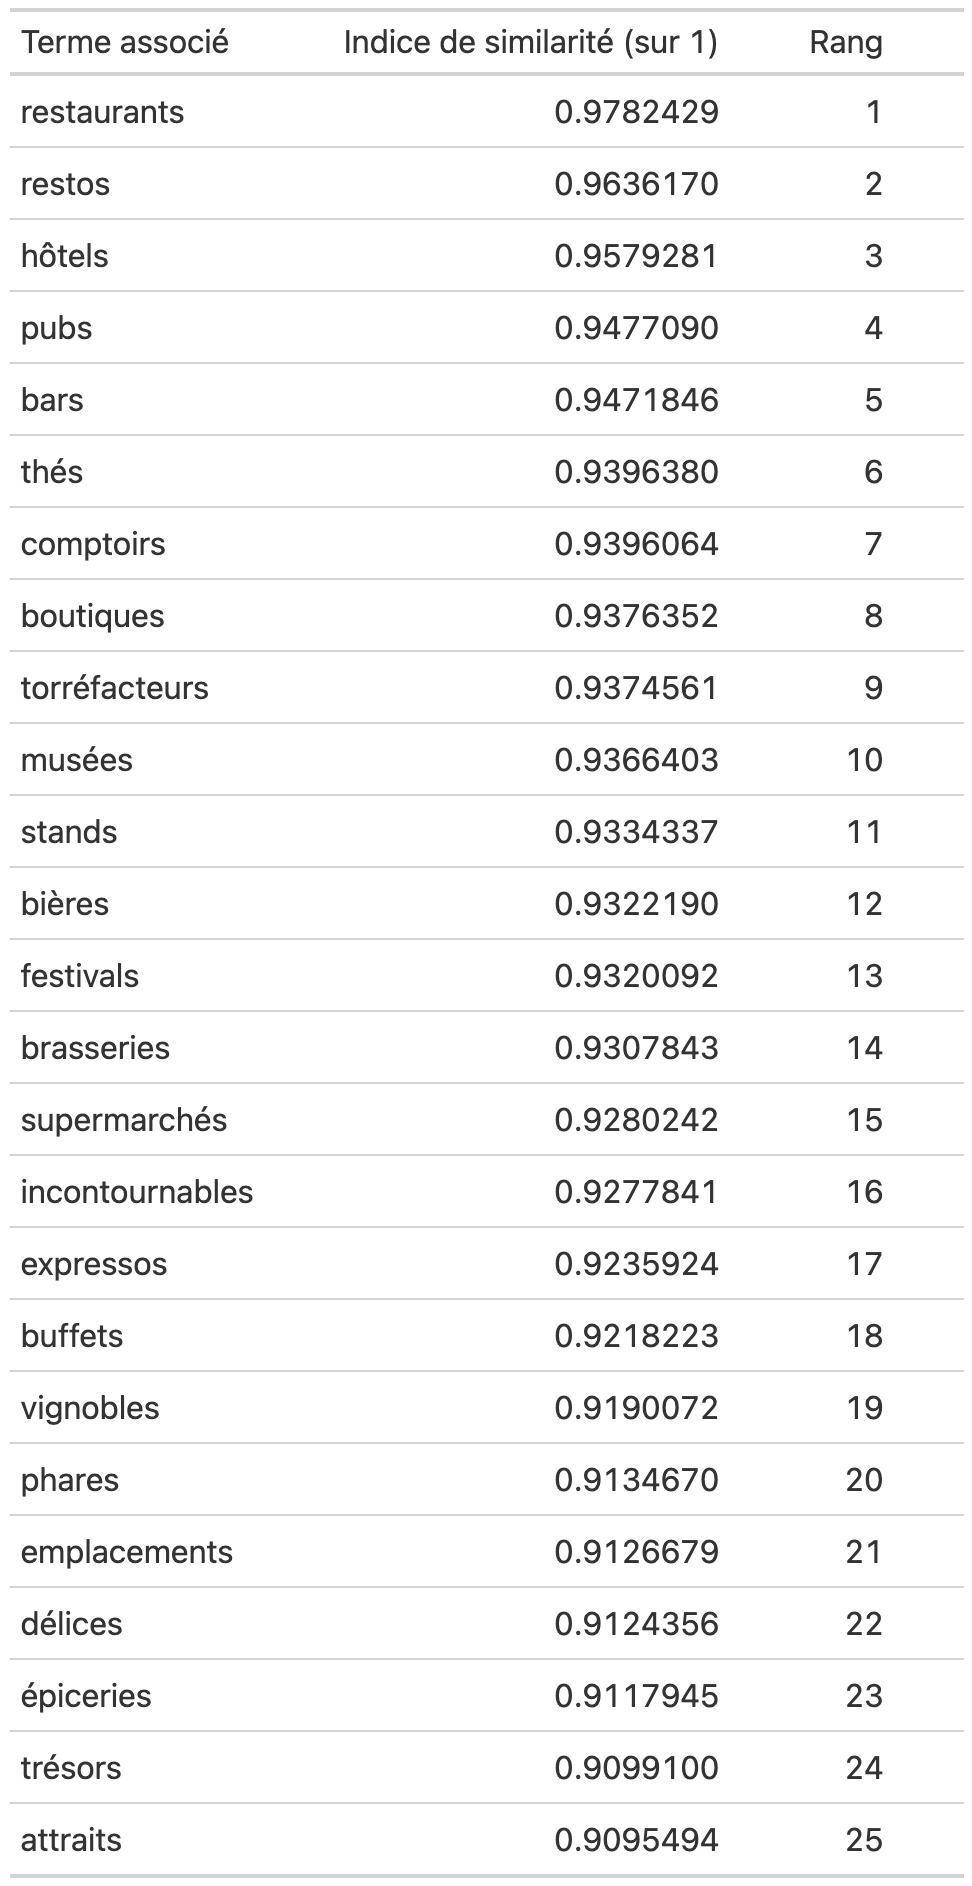 Terme associé Indice de similarité (sur 1) Rang
restaurants 0.9782429 1
restos 0.9636170 2
hôtels 0.9579281 3
pubs 0.9477090 4
bars 0.9471846 5
thés 0.9396380 6
comptoirs 0.9396064 7
boutiques 0.9376352 8
torréfacteurs 0.9374561 9
musées 0.9366403 10
stands 0.9334337 11
bières 0.9322190 12
festivals 0.9320092 13
brasseries 0.9307843 14
supermarchés 0.9280242 15
incontournables 0.9277841 16
expressos 0.9235924 17
buffets 0.9218223 18
vignobles 0.9190072 19
phares 0.9134670 20
emplacements 0.9126679 21
délices 0.9124356 22
épiceries 0.9117945 23
trésors 0.9099100 24
attraits 0.9095494 25